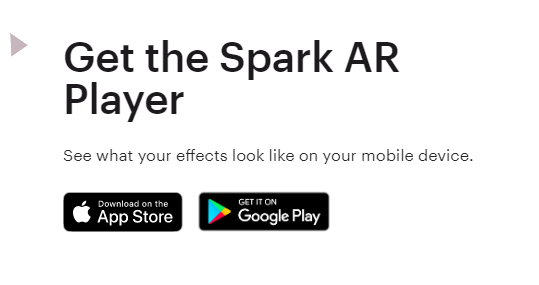 Get the Spark AR
Player
See what your effects look like on your mobile device.
Download on the
App Store
GET IT ON
Google Play